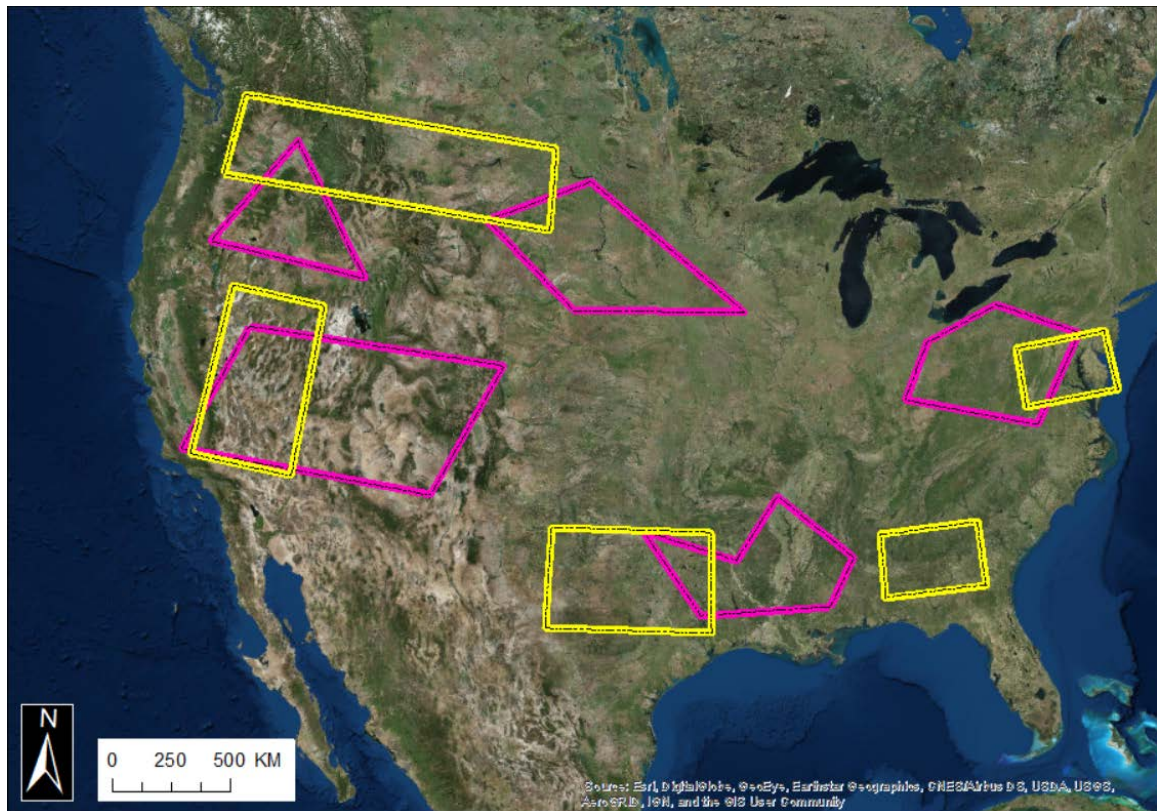 N
0 250 500 KM
Source: Esri, DigitalGlobe, GeoEye, Earthstar Geographics, CNES/Airbus DS, USDA, USGS,
AeroGRID, IGN, and the GIS User Community